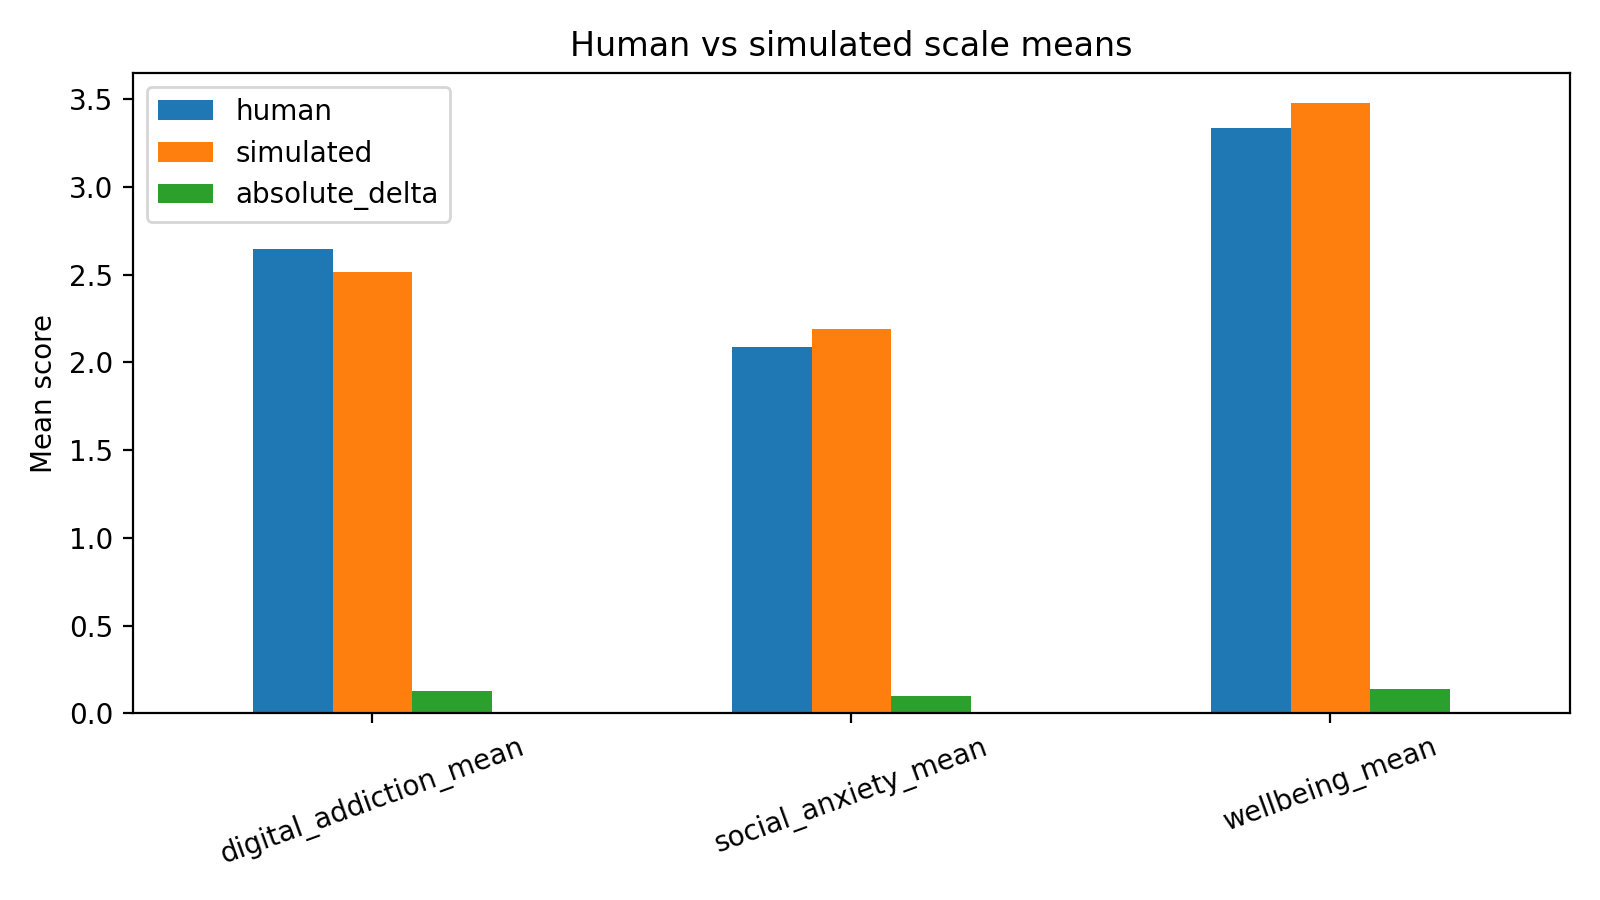 Human vs simulated scale means
human
simulated
absolute_delta
Mean score
3.5
3.0
2.5
2.0
1.5
1.0
0.5
0.0
digital_addiction_mean
social_anxiety_mean
wellbeing_mean